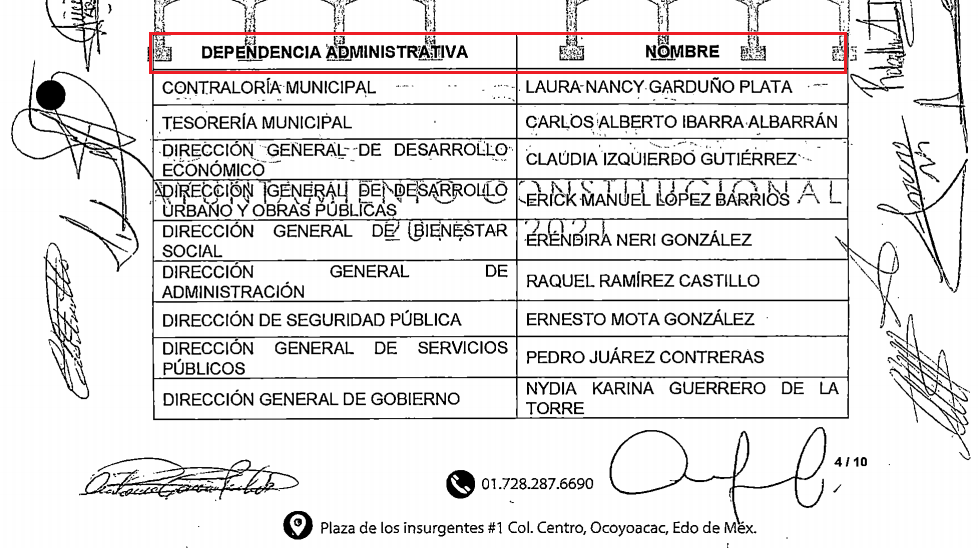 DEPENDENCIA ADMINISTRATIVA NOMBRE
CONTRALORÍA MUNICIPAL LAURA NANCY GARDUÑO PLATA
TESORERÍA MUNICIPAL CARLOS ALBERTO IBARRA ALBARRÁN
DIRECCIÓN GENERAL DE DESARROLLO
ECONÓMICO
CLAUDIA IZQUIERDO GUTIÉRREZ
DIRECCIÓN GENERAL DE DESARROLLO
URBANO Y OBRAS PÚBLICAS
ERICK MANUEL LÓPEZ BARRIOS
AYUNTAMIENTO CONSTITUCIONAL
2021
DIRECCIÓN GENERAL DE BIENESTAR
SOCIAL
ERENDIRA NERI GONZÁLEZ
DIRECCIÓN GENERAL DE
ADMINISTRACIÓN
RAQUEL RAMÍREZ CASTILLO
DIRECCIÓN DE SEGURIDAD PÚBLICA ERNESTO MOTA GONZÁLEZ
DIRECCIÓN GENERAL DE SERVICIOS
PÚBLICOS
PEDRO JUÁREZ CONTRERAS
DIRECCIÓN GENERAL DE GOBIERNO
NYDIA KARINA GUERRERO DE LA
TORRE
4 / 10
01.728.287.6690
Plaza de los insurgentes #1 Col. Centro, Ocoyoacac, Edo de Méx.